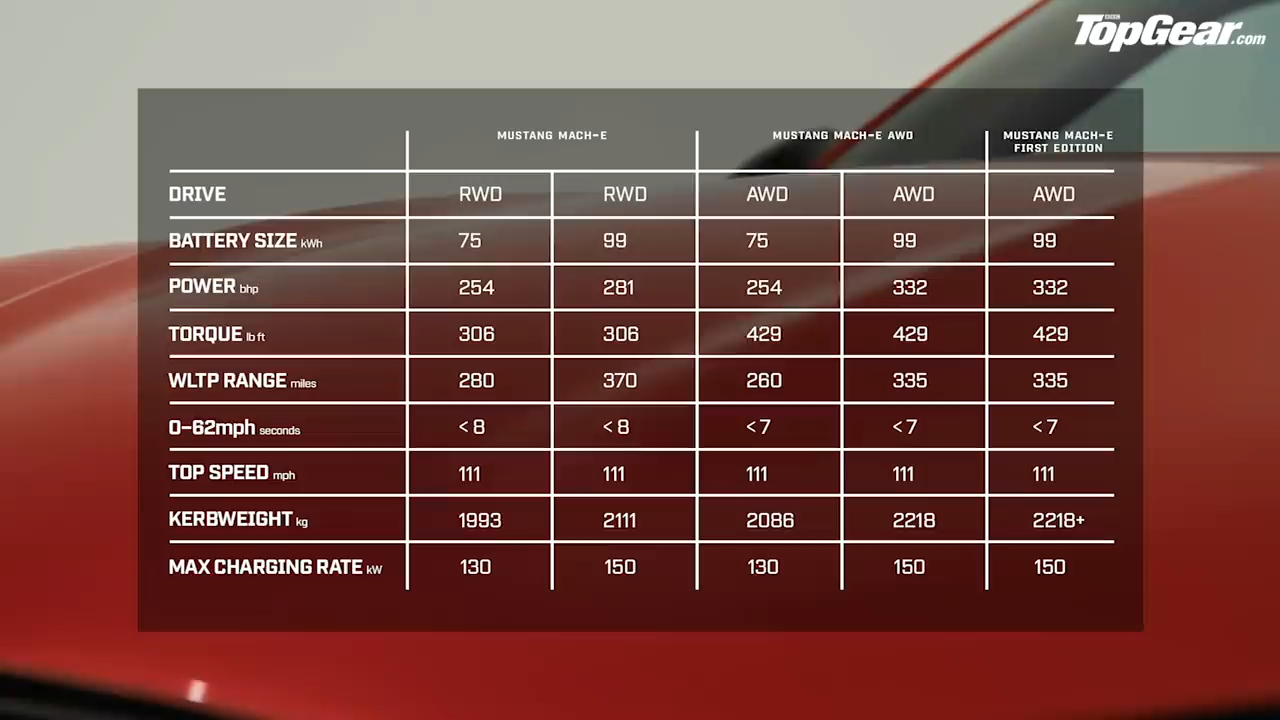 BBC
TopGear.com
MUSTANG MACH-E MUSTANG MACH-E AWD MUSTANG MACH-E
FIRST EDITION
DRIVE RWD RWD AWD AWD AWD
BATTERY SIZE kWh 75 99 75 99 99
POWER bhp 254 281 254 332 332
TORQUE lb ft 306 306 429 429 429
WLTP RANGE miles 280 370 260 335 335
0-62mph seconds < 8 < 8 < 7 < 7 < 7
TOP SPEED mph 111 111 111 111 111
KERBWEIGHT kg 1993 2111 2086 2218 2218+
MAX CHARGING RATE kW 130 150 130 150 150